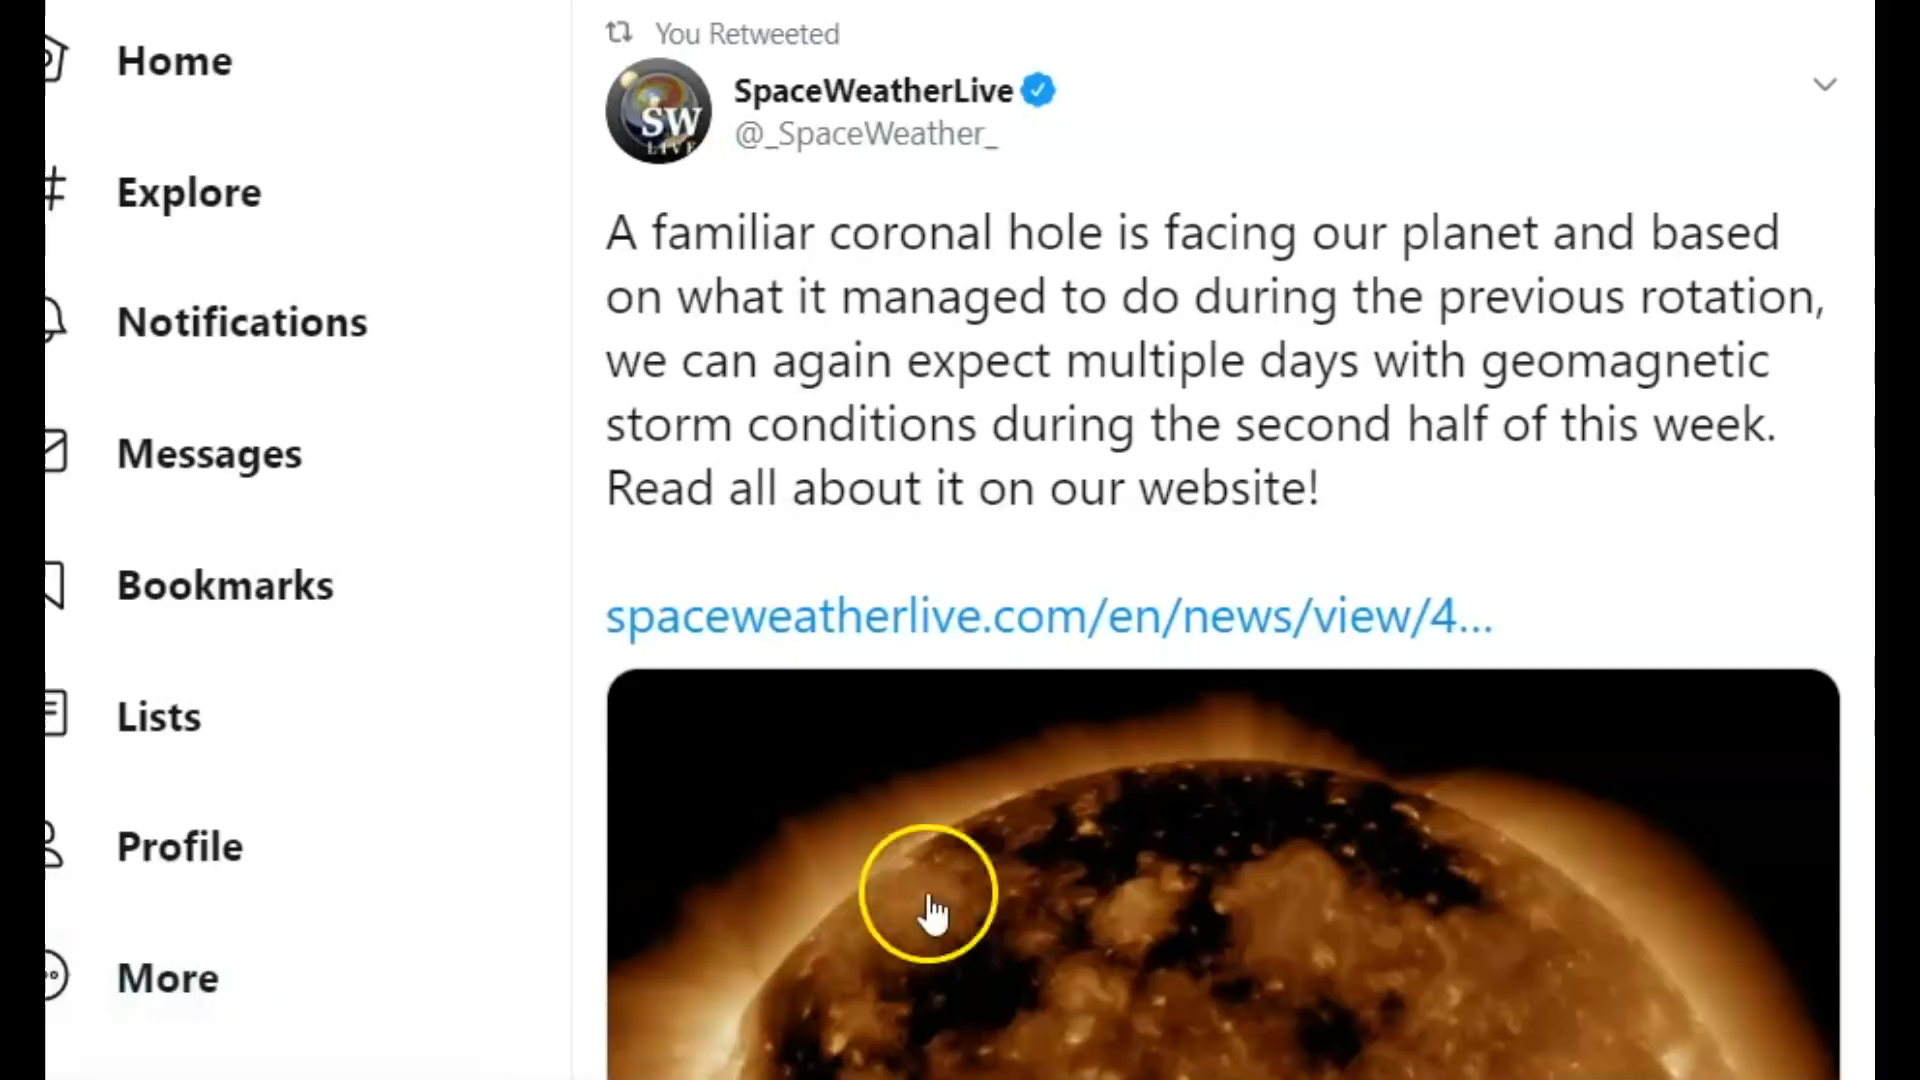 You Retweeted
SpaceWeatherLive
@_SpaceWeather_
SW
LIVE
Home
Explore
Notifications
Messages
Bookmarks
Lists
Profile
More
A familiar coronal hole is facing our planet and based
on what it managed to do during the previous rotation,
we can again expect multiple days with geomagnetic
storm conditions during the second half of this week.
Read all about it on our website!
spaceweatherlive.com/en/news/view/4...